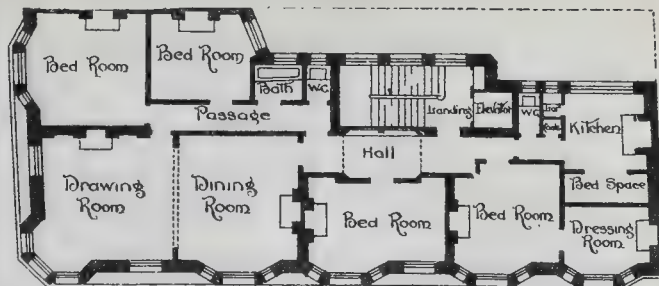 Bed Room
Bed Room
Bath
W.C.
Landing
Elevator
W.C.
Kitchen
Passage
Hall
Drawing
Room
Dining
Room
Bed Room
Bed Room
Bed Space
Dressing
Room